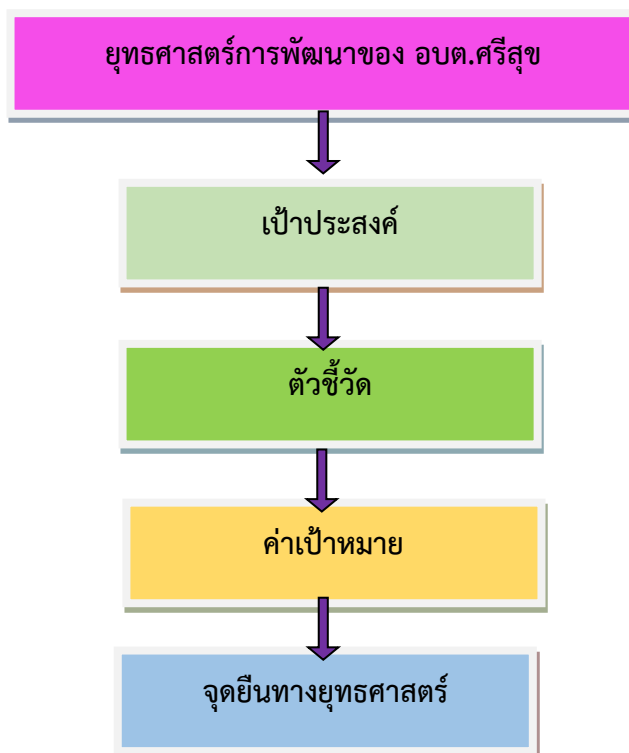 ยุทธศาสตร์การพัฒนาของ อบต.ศรีสุข
เป้าประสงค์
ตัวชี้วัด
ค่าเป้าหมาย
จุดยืนทางยุทธศาสตร์